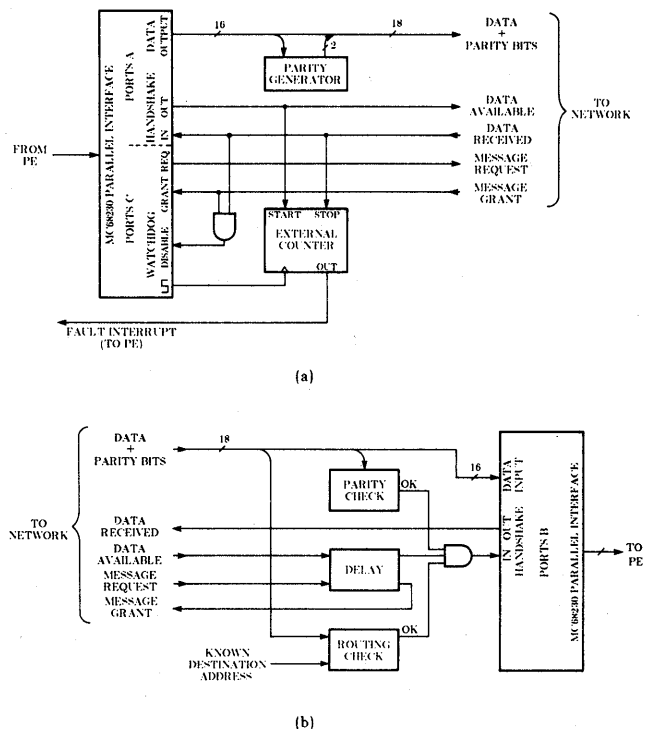 16
18
DATA
+
PARITY BITS
DATA
OUTPUT
2
PARITY
GENERATOR
PORTS A
MC68230 PARALLEL INTERFACE
HANDSHAKE
IN OUT
DATA
AVAILABLE
DATA
RECEIVED
TO
NETWORK
FROM
PE
REQ
MESSAGE
REQUEST
GRANT
MESSAGE
GRANT
PORTS C
WATCHDOG
DISABLE
START STOP
EXTERNAL
COUNTER
OUT
FAULT INTERRUPT
(TO PE)
(a)
DATA
+
PARITY BITS
18
16
PARITY
CHECK
OK
DATA
INPUT
TO
NETWORK
DATA
RECEIVED
DATA
AVAILABLE
MESSAGE
REQUEST
MESSAGE
GRANT
DELAY
IN OUT
HANDSHAKE
PORTS B
MC68230 PARALLEL INTERFACE
TO
PE
ROUTING
CHECK
OK
KNOWN
DESTINATION
ADDRESS
(b)